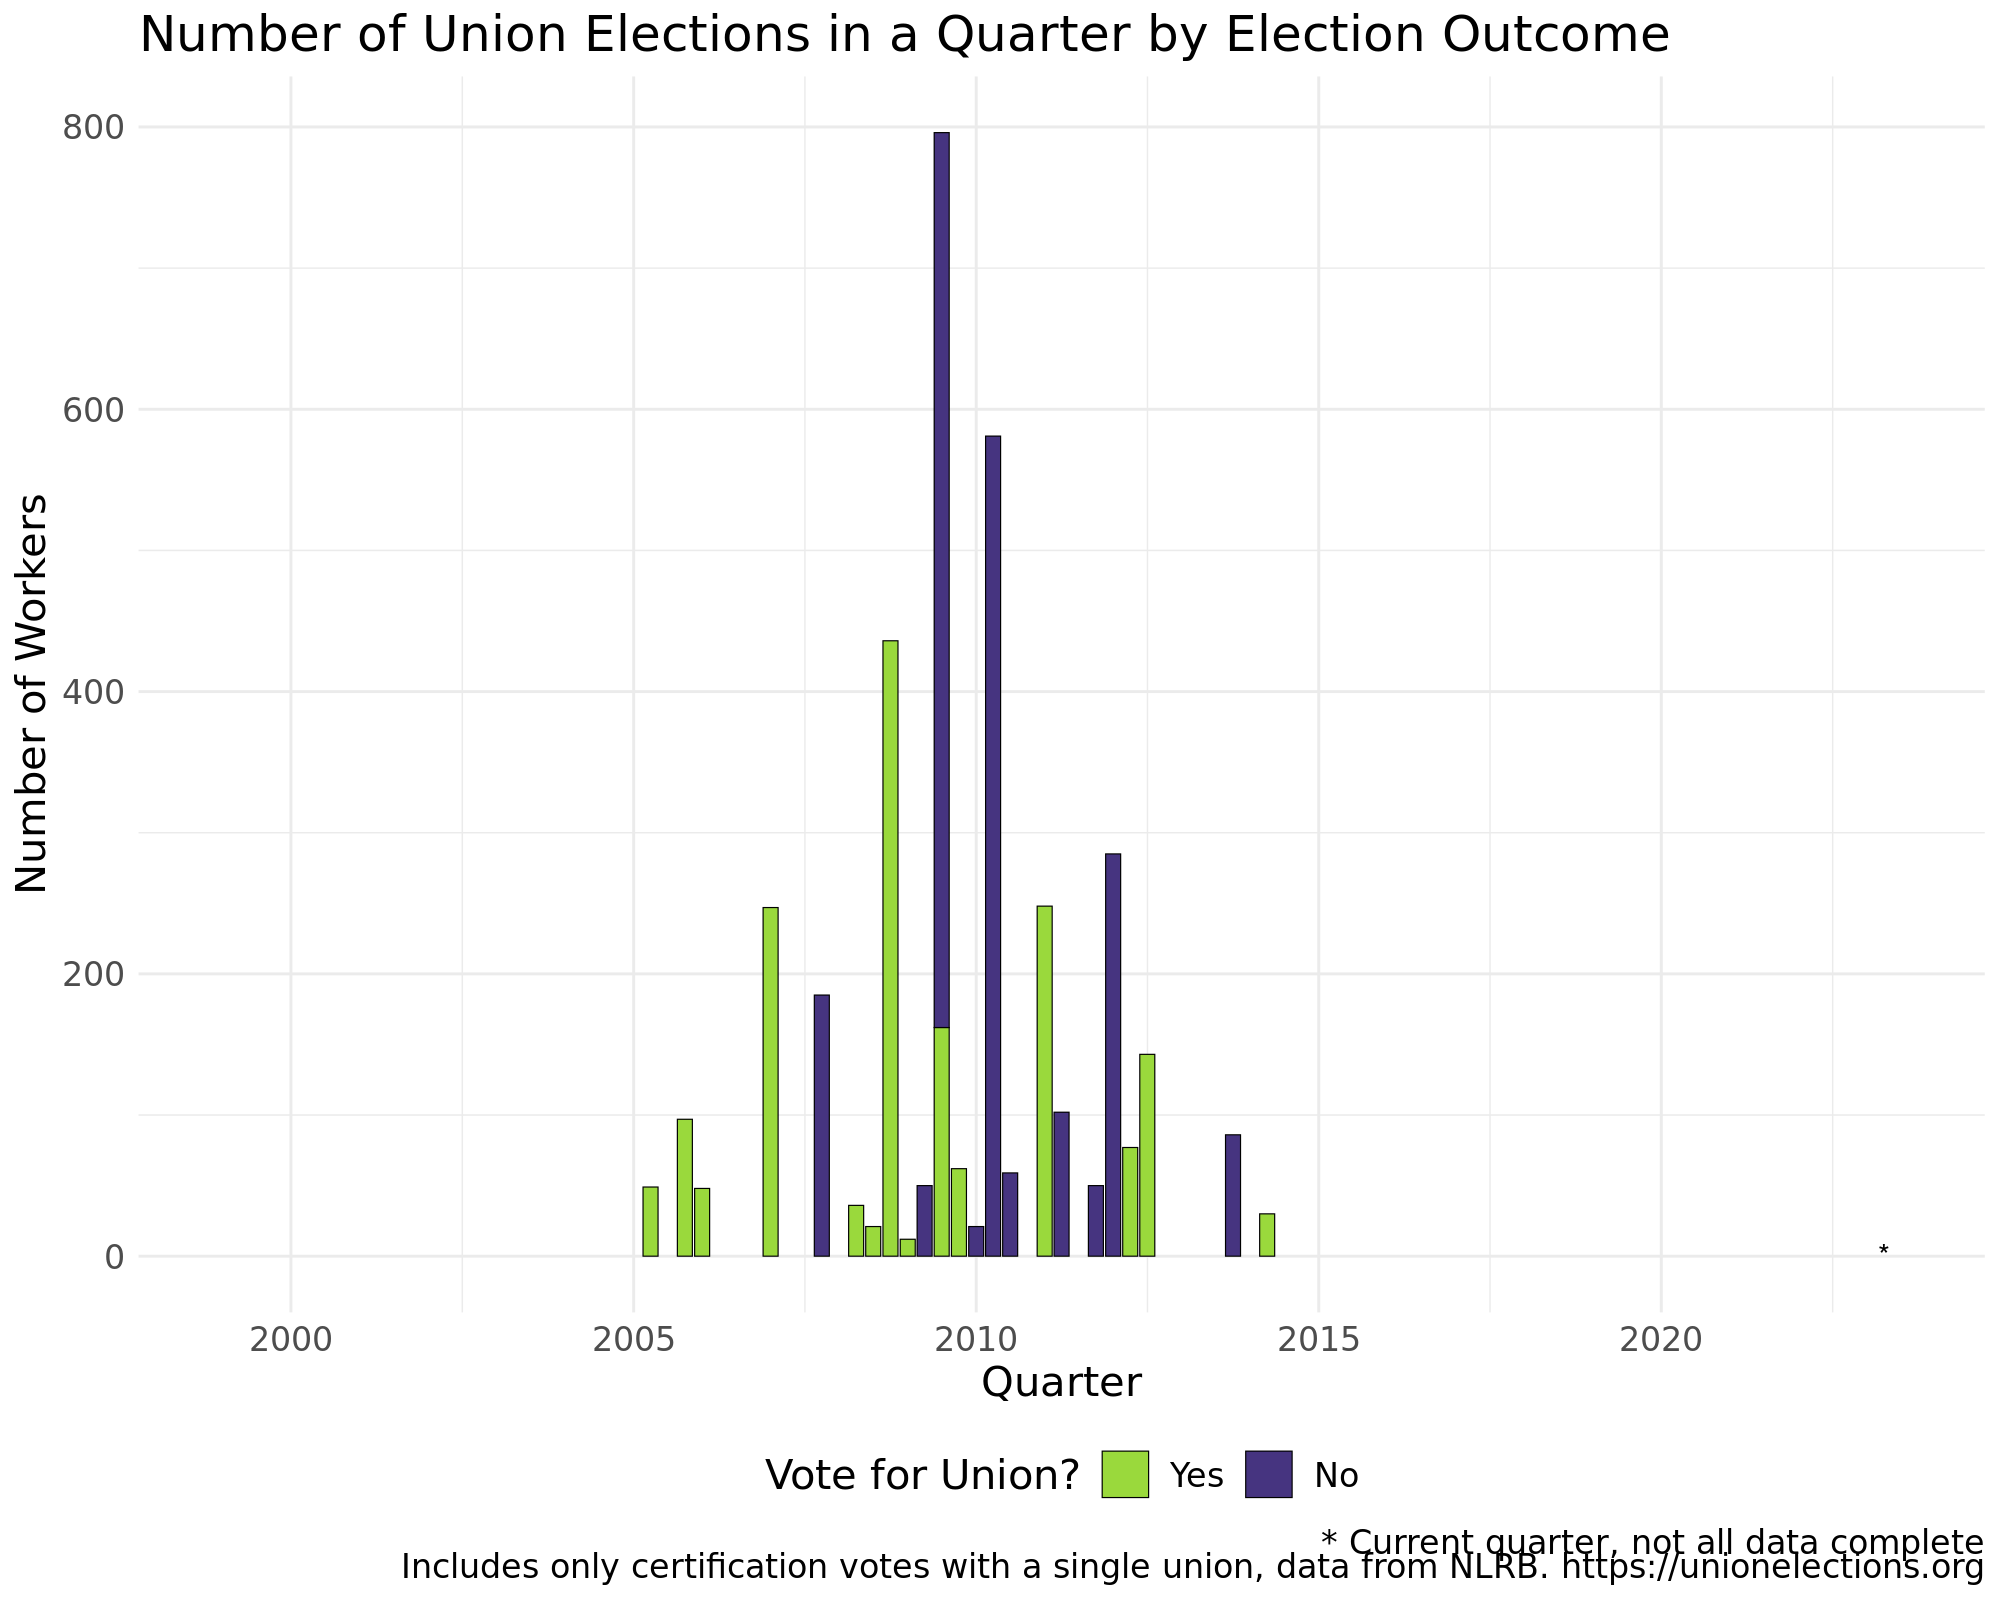 Number of Union Elections in a Quarter by Election Outcome
800
600
400
200
0
Number of Workers
*
2000 2005 2010 2015 2020
Quarter
Vote for Union? Yes No
* Current quarter, not all data complete
Includes only certification votes with a single union, data from NLRB. https://unionelections.org